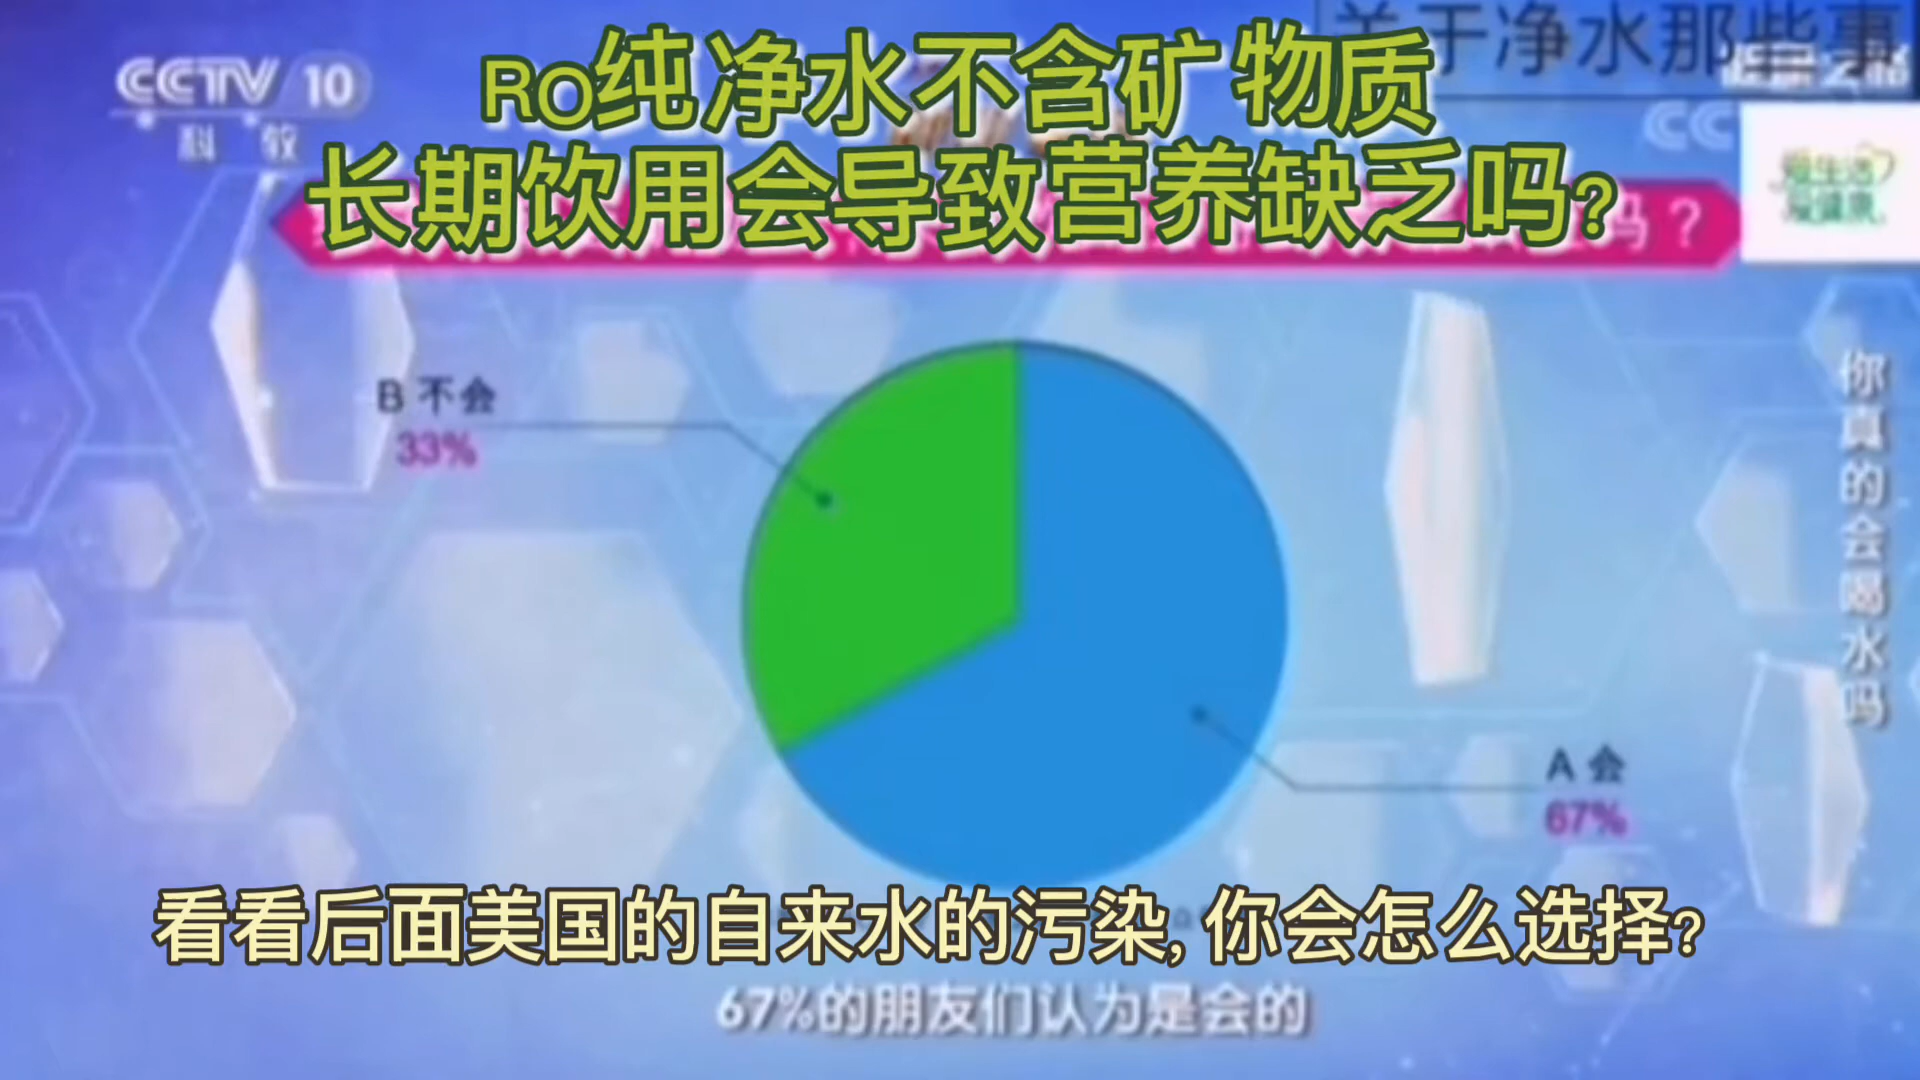 关于净水那些事
CCTV 10
科 教
RO纯净水不含矿物质
长期饮用会导致营养缺乏吗?
吗?
CC
B 不会
33%
你真的会喝水吗
A 会
67%
看看后面美国的自来水的污染,你会怎么选择?
67%的朋友们认为是会的